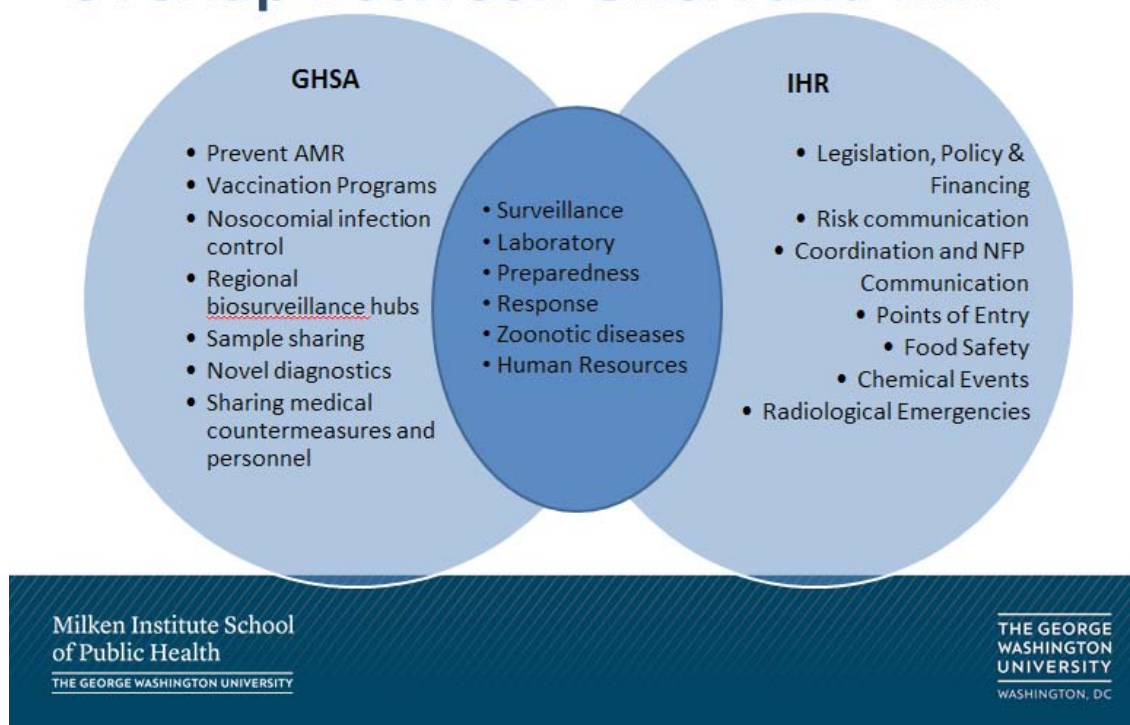 GHSA
• Prevent AMR
• Vaccination Programs
• Nosocomial infection
control
• Regional
biosurveillance hubs
• Sample sharing
• Novel diagnostics
• Sharing medical
countermeasures and
personnel
• Surveillance
• Laboratory
• Preparedness
• Response
• Zoonotic diseases
• Human Resources
IHR
• Legislation, Policy &
Financing
• Risk communication
• Coordination and NFP
Communication
• Points of Entry
• Food Safety
• Chemical Events
• Radiological Emergencies
Milken Institute School
of Public Health
THE GEORGE WASHINGTON UNIVERSITY
THE GEORGE
WASHINGTON
UNIVERSITY
WASHINGTON, DC